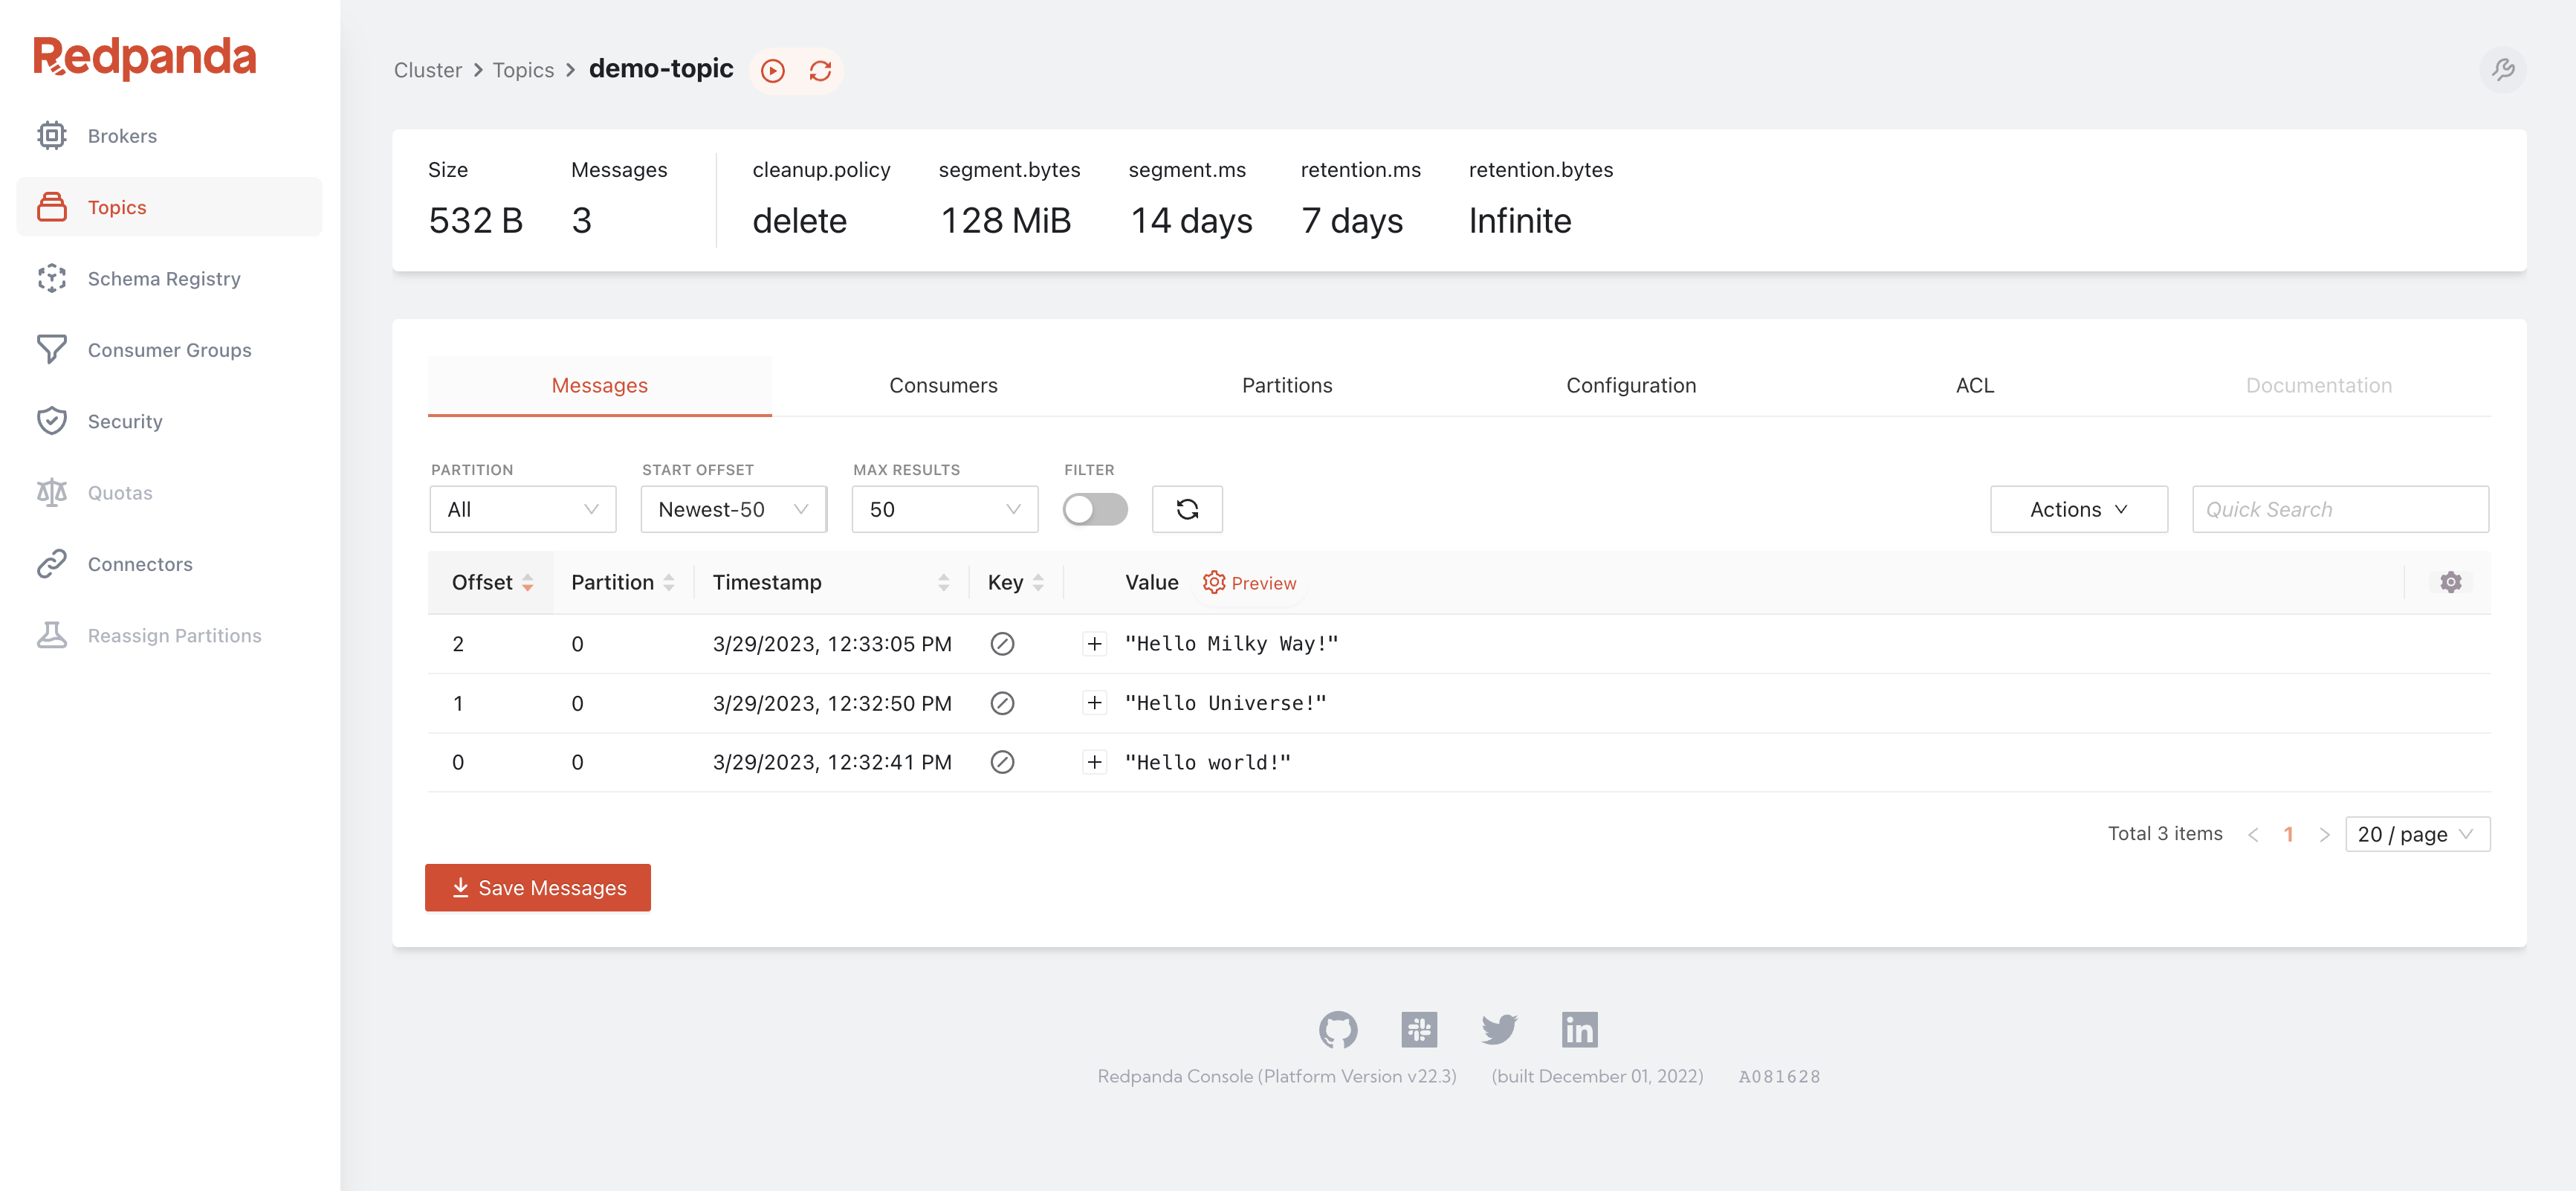 Redpanda
Brokers
Topics
Schema Registry
Consumer Groups
Security
Quotas
Connectors
Reassign Partitions
Cluster > Topics > demo-topic
Size Messages cleanup.policy segment.bytes segment.ms retention.ms retention.bytes
532 B 3 delete 128 MiB 14 days 7 days Infinite
Messages Consumers Partitions Configuration ACL Documentation
PARTITION START OFFSET MAX RESULTS FILTER
All Newest-50 50 Actions Quick Search
Offset Partition Timestamp Key Value Preview
2 0 3/29/2023, 12:33:05 PM + "Hello Milky Way!"
1 0 3/29/2023, 12:32:50 PM + "Hello Universe!"
0 0 3/29/2023, 12:32:41 PM + "Hello world!"
Total 3 items < 1 > 20 / page
Save Messages
in
Redpanda Console (Platform Version v22.3) (built December 01, 2022) A081628